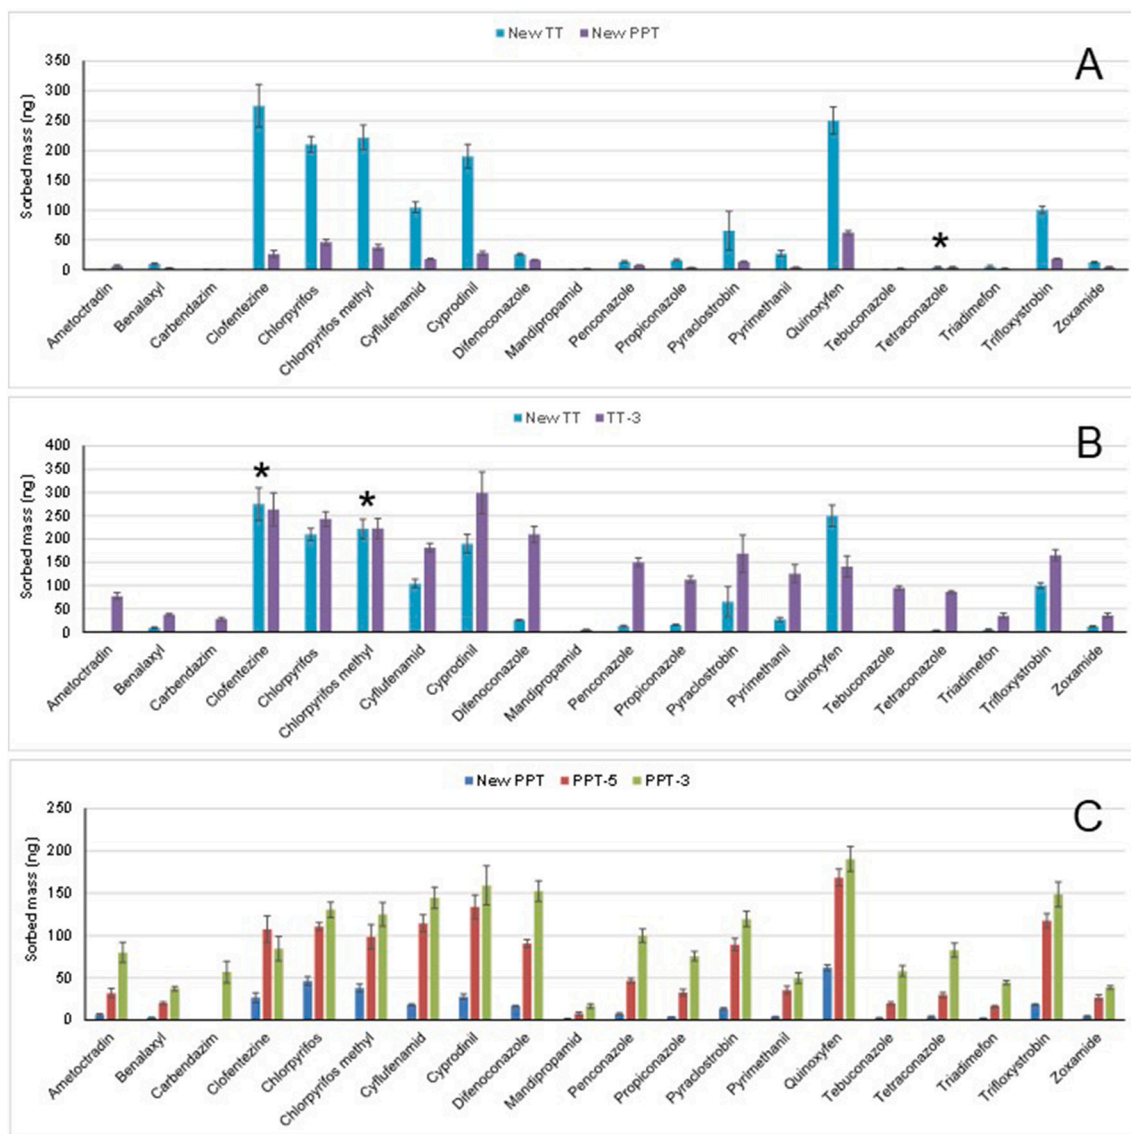 New TT New PPT
A
Sorbed mass (ng)
350
300
250
200
150
100
50
0
*
Ametoctradin
Benalaxyl
Carbendazim
Clofentezine
Chlorpyrifos
Chlorpyrifos methyl
Cyflufenamid
Cyprodinil
Difenoconazole
Mandipropamid
Penconazole
Propiconazole
Pyraclostrobin
Pyrimethanil
Quinoxyfen
Tebuconazole
Tetraconazole
Triadimefon
Trifloxystrobin
Zoxamide
New TT TT-3
B
Sorbed mass (ng)
400
350
300
250
200
150
100
50
0
*
*
Ametoctradin
Benalaxyl
Carbendazim
Clofentezine
Chlorpyrifos
Chlorpyrifos methyl
Cyflufenamid
Cyprodinil
Difenoconazole
Mandipropamid
Penconazole
Propiconazole
Pyraclostrobin
Pyrimethanil
Quinoxyfen
Tebuconazole
Tetraconazole
Triadimefon
Trifloxystrobin
Zoxamide
New PPT PPT-5 PPT-3
C
Sorbed mass (ng)
250
200
150
100
50
0
Ametoctradin
Benalaxyl
Carbendazim
Clofentezine
Chlorpyrifos
Chlorpyrifos methyl
Cyflufenamid
Cyprodinil
Difenoconazole
Mandipropamid
Penconazole
Propiconazole
Pyraclostrobin
Pyrimethanil
Quinoxyfen
Tebuconazole
Tetraconazole
Triadimefon
Trifloxystrobin
Zoxamide